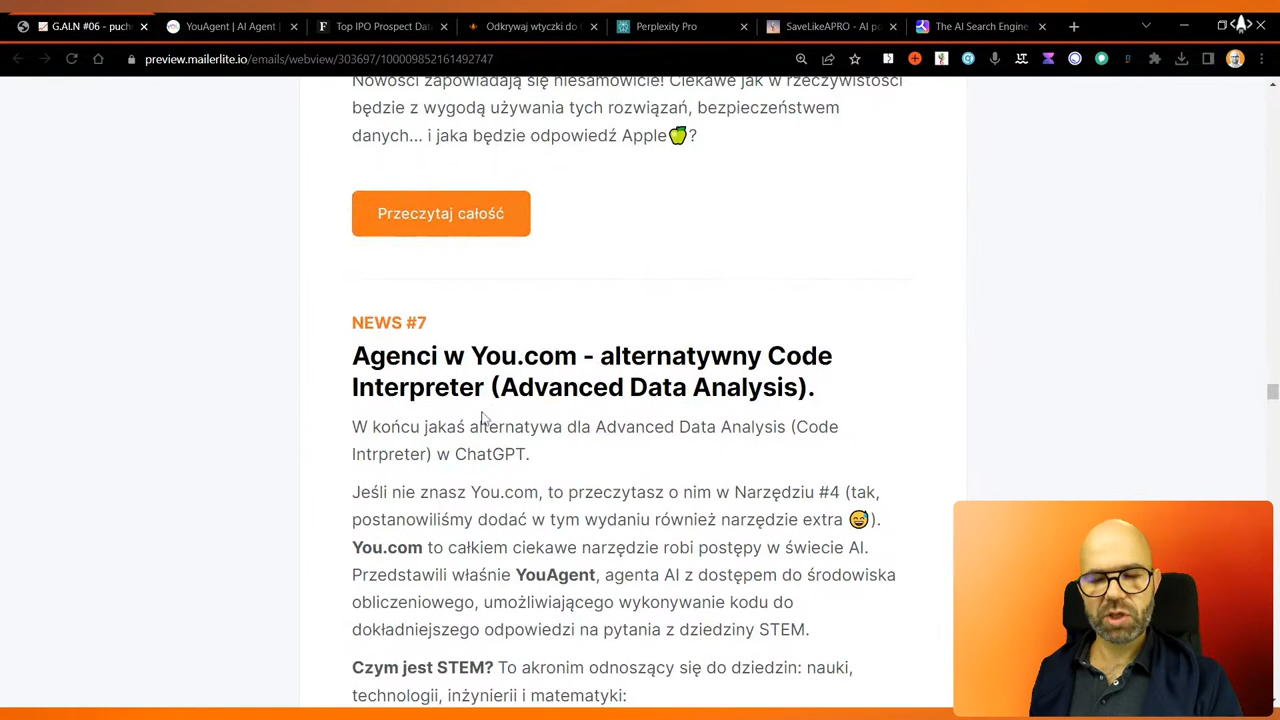 G.ALN #06 - puch
YouAgent | AI Agent |
Top IPO Prospect Dat
Odkrywaj wtyczki do
Perplexity Pro
SaveLikeAPRO - AI po
The AI Search Engine
preview.mailerlite.io/emails/webview/303697/100009852161492747
Nowości zapowiadają się niesamowicie! Ciekawe jak w rzeczywistości
będzie z wygodą używania tych rozwiązań, bezpieczeństwem
danych... i jaka będzie odpowiedź Apple🍏?
Przeczytaj całość
NEWS #7
Agenci w You.com - alternatywny Code
Interpreter (Advanced Data Analysis).
W końcu jakaś alternatywa dla Advanced Data Analysis (Code
Intrpreter) w ChatGPT.
Jeśli nie znasz You.com, to przeczytasz o nim w Narzędziu #4 (tak,
postanowiliśmy dodać w tym wydaniu również narzędzie extra 😅).
You.com to całkiem ciekawe narzędzie robi postępy w świecie AI.
Przedstawili właśnie YouAgent, agenta AI z dostępem do środowiska
obliczeniowego, umożliwiającego wykonywanie kodu do
dokładniejszego odpowiedzi na pytania z dziedziny STEM.
Czym jest STEM? To akronim odnoszący się do dziedzin: nauki,
technologii, inżynierii i matematyki: